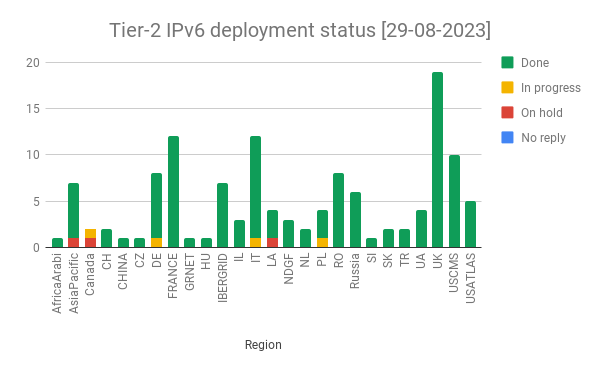 Tier-2 IPv6 deployment status [29-08-2023]
Done
In progress
On hold
No reply
20
15
10
5
0
AfricaArabi
AsiaPacific
Canada
CH
CHINA
CZ
DE
FRANCE
GRNET
HU
IBERGRID
IL
IT
LA
NDGF
NL
PL
RO
Russia
SI
SK
TR
UA
UK
USCMS
USATLAS
Region